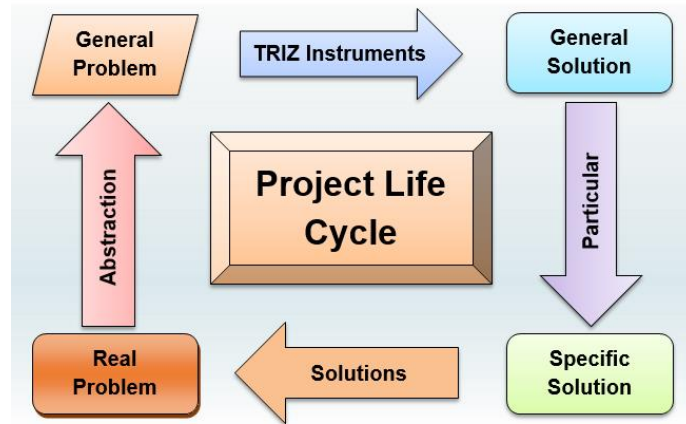 General
Problem
TRIZ Instruments
General
Solution
Abstraction
Project Life
Cycle
Particular
Real
Problem
Solutions
Specific
Solution